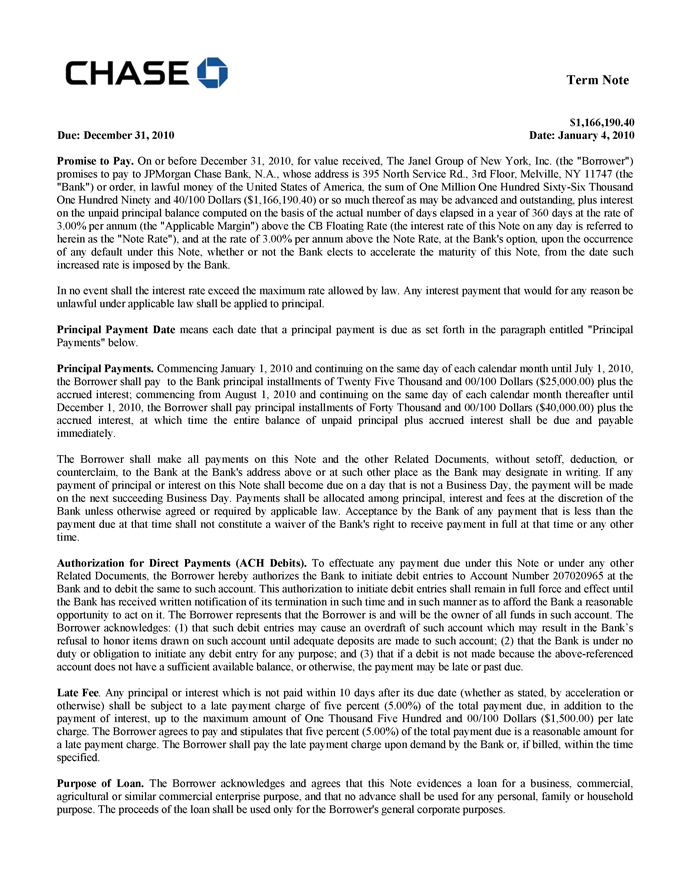 CHASE
Term Note
$1,166,190.40
Due: December 31, 2010 Date: January 4, 2010
Promise to Pay. On or before December 31, 2010, for value received, The Janel Group of New York, Inc. (the "Borrower")
promises to pay to JPMorgan Chase Bank, N.A., whose address is 395 North Service Rd., 3rd Floor, Melville, NY 11747 (the
"Bank") or order, in lawful money of the United States of America, the sum of One Million One Hundred Sixty-Six Thousand
One Hundred Ninety and 40/100 Dollars ($1,166,190.40) or so much thereof as may be advanced and outstanding, plus interest
on the unpaid principal balance computed on the basis of the actual number of days elapsed in a year of 360 days at the rate of
3.00% per annum (the "Applicable Margin") above the CB Floating Rate (the interest rate of this Note on any day is referred to
herein as the "Note Rate"), and at the rate of 3.00% per annum above the Note Rate, at the Bank's option, upon the occurrence
of any default under this Note, whether or not the Bank elects to accelerate the maturity of this Note, from the date such
increased rate is imposed by the Bank.
In no event shall the interest rate exceed the maximum rate allowed by law. Any interest payment that would for any reason be
unlawful under applicable law shall be applied to principal.
Principal Payment Date means each date that a principal payment is due as set forth in the paragraph entitled "Principal
Payments" below.
Principal Payments. Commencing January 1, 2010 and continuing on the same day of each calendar month until July 1, 2010,
the Borrower shall pay to the Bank principal installments of Twenty Five Thousand and 00/100 Dollars ($25,000.00) plus the
accrued interest; commencing from August 1, 2010 and continuing on the same day of each calendar month thereafter until
December 1, 2010, the Borrower shall pay principal installments of Forty Thousand and 00/100 Dollars ($40,000.00) plus the
accrued interest, at which time the entire balance of unpaid principal plus accrued interest shall be due and payable
immediately.
The Borrower shall make all payments on this Note and the other Related Documents, without setoff, deduction, or
counterclaim, to the Bank at the Bank's address above or at such other place as the Bank may designate in writing. If any
payment of principal or interest on this Note shall become due on a day that is not a Business Day, the payment will be made
on the next succeeding Business Day. Payments shall be allocated among principal, interest and fees at the discretion of the
Bank unless otherwise agreed or required by applicable law. Acceptance by the Bank of any payment that is less than the
payment due at that time shall not constitute a waiver of the Bank's right to receive payment in full at that time or any other
time.
Authorization for Direct Payments (ACH Debits). To effectuate any payment due under this Note or under any other
Related Documents, the Borrower hereby authorizes the Bank to initiate debit entries to Account Number 207020965 at the
Bank and to debit the same to such account. This authorization to initiate debit entries shall remain in full force and effect until
the Bank has received written notification of its termination in such time and in such manner as to afford the Bank a reasonable
opportunity to act on it. The Borrower represents that the Borrower is and will be the owner of all funds in such account. The
Borrower acknowledges: (1) that such debit entries may cause an overdraft of such account which may result in the Bank’s
refusal to honor items drawn on such account until adequate deposits are made to such account; (2) that the Bank is under no
duty or obligation to initiate any debit entry for any purpose; and (3) that if a debit is not made because the above-referenced
account does not have a sufficient available balance, or otherwise, the payment may be late or past due.
Late Fee. Any principal or interest which is not paid within 10 days after its due date (whether as stated, by acceleration or
otherwise) shall be subject to a late payment charge of five percent (5.00%) of the total payment due, in addition to the
payment of interest, up to the maximum amount of One Thousand Five Hundred and 00/100 Dollars ($1,500.00) per late
charge. The Borrower agrees to pay and stipulates that five percent (5.00%) of the total payment due is a reasonable amount for
a late payment charge. The Borrower shall pay the late payment charge upon demand by the Bank or, if billed, within the time
specified.
Purpose of Loan. The Borrower acknowledges and agrees that this Note evidences a loan for a business, commercial,
agricultural or similar commercial enterprise purpose, and that no advance shall be used for any personal, family or household
purpose. The proceeds of the loan shall be used only for the Borrower's general corporate purposes.